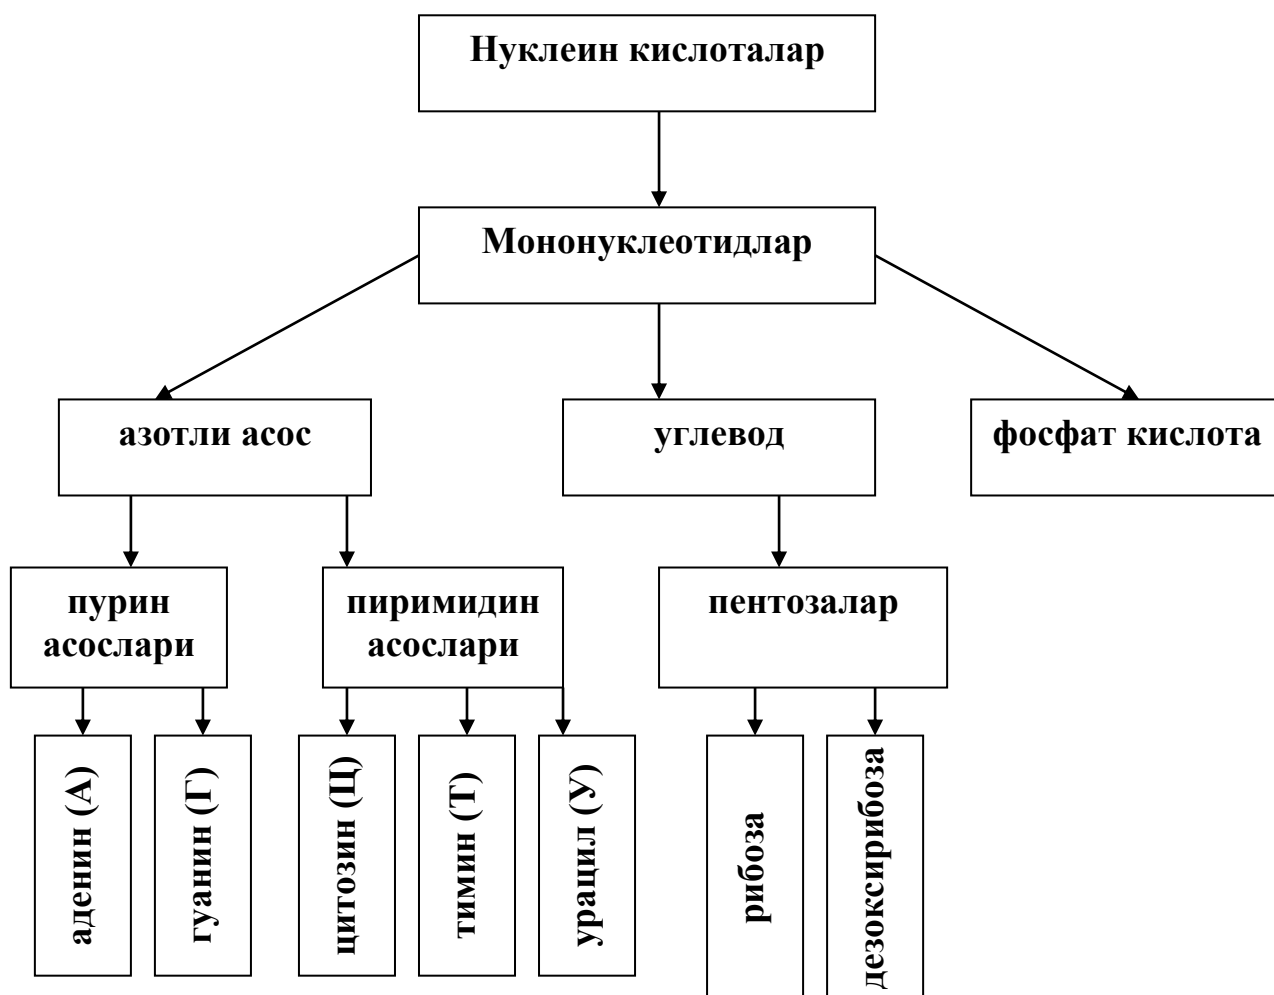 Нуклеин кислоталар
Мононуклеотидлар
азотли асос
углевод
фосфат кислота
пурин
асослари
пиримидин
асослари
пентозалар
аденин (А)
гуанин (Г)
цитозин (Ц)
тимин (Т)
урацил (У)
рибоза
дезоксирибоза